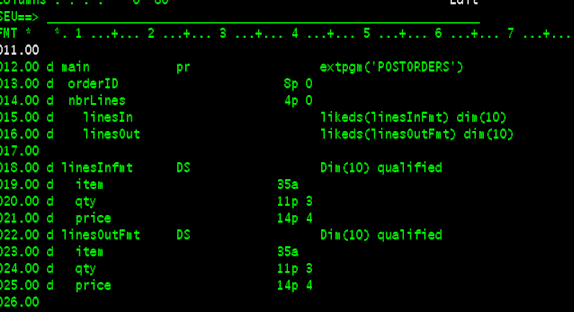 Columns . . . . 6 80 Edit
SEU==>
FMT * *. 1 ...+... 2 ...+... 3 ...+... 4 ...+... 5 ...+... 6 ...+... 7 ...+...
011.00
012.00 d main pr extpgm('POSTORDERS')
013.00 d orderID 8p 0
014.00 d nbrLines 4p 0
015.00 d linesIn likeds(linesInFmt) dim(10)
016.00 d linesOut likeds(linesOutFmt) dim(10)
017.00
018.00 d linesInfmt DS Dim(10) qualified
019.00 d item 35a
020.00 d qty 11p 3
021.00 d price 14p 4
022.00 d linesOutFmt DS Dim(10) qualified
023.00 d item 35a
024.00 d qty 11p 3
025.00 d price 14p 4
026.00